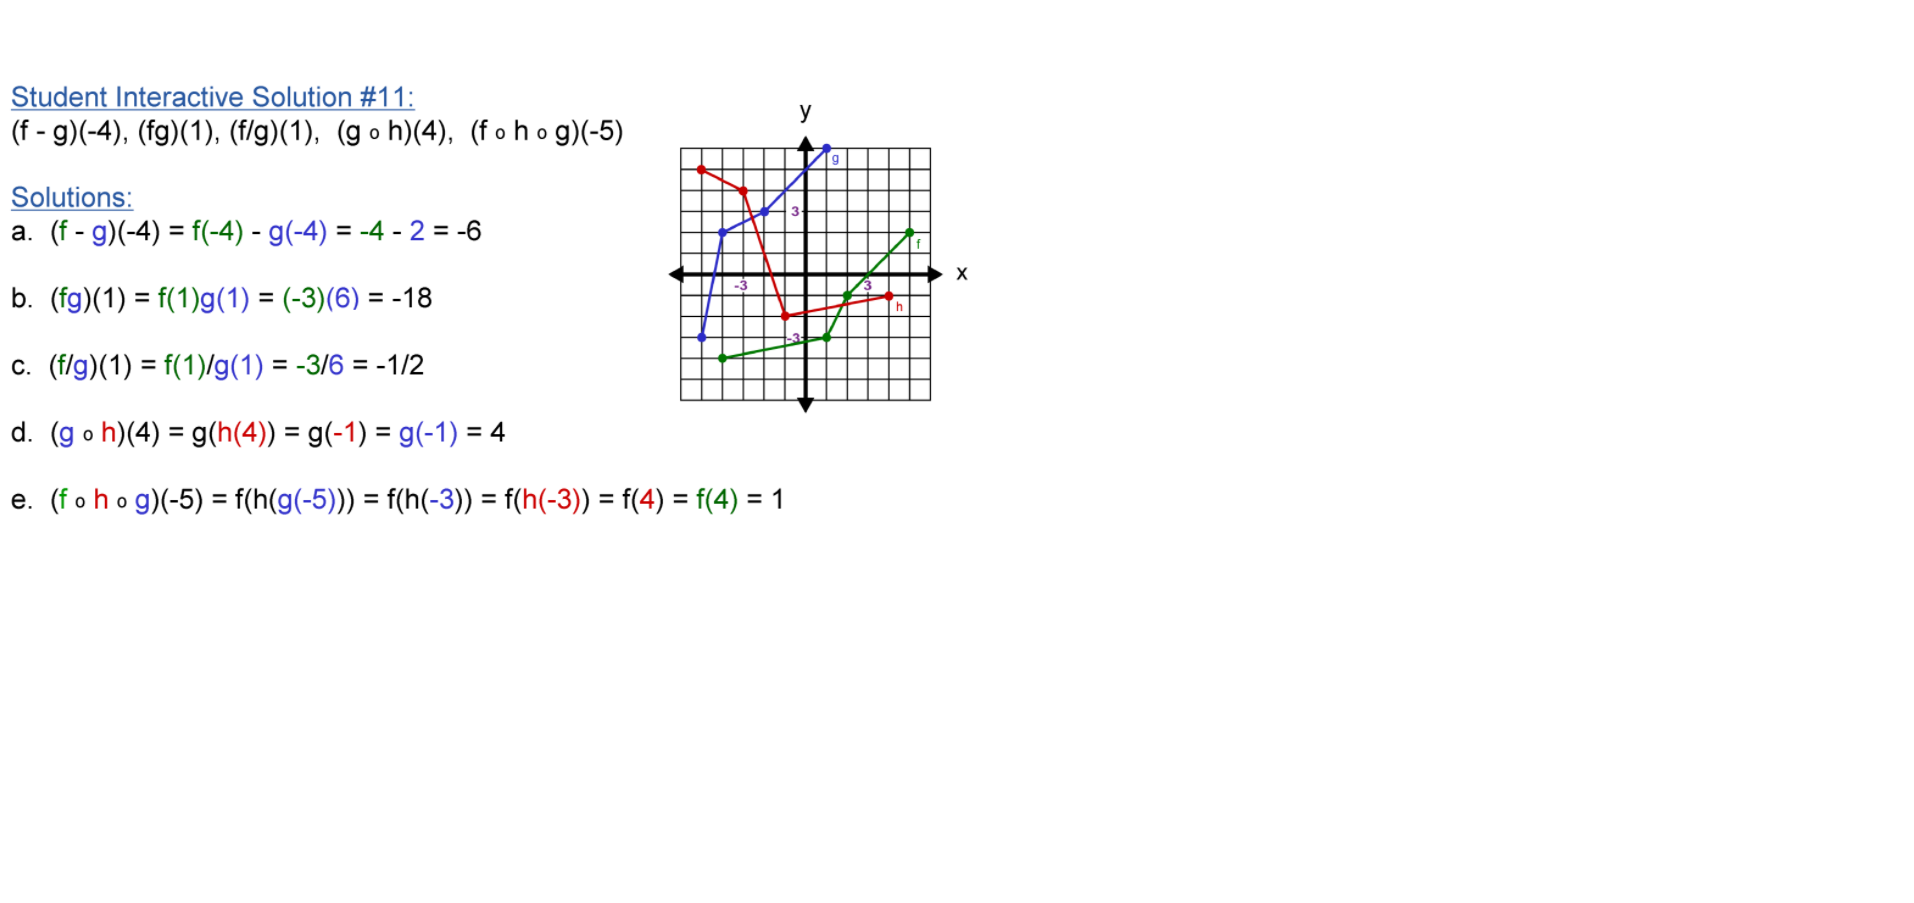 Student Interactive Solution #11:
(f - g)(-4), (fg)(1), (f/g)(1), (g o h)(4), (f o h o g)(-5)
Solutions:
a. (f - g)(-4) = f(-4) - g(-4) = -4 - 2 = -6
b. (fg)(1) = f(1)g(1) = (-3)(6) = -18
c. (f/g)(1) = f(1)/g(1) = -3/6 = -1/2
d. (g o h)(4) = g(h(4)) = g(-1) = g(-1) = 4
e. (f o h o g)(-5) = f(h(g(-5))) = f(h(-3)) = f(h(-3)) = f(4) = f(4) = 1
y
g
3
f
x
-3
3
h
-3